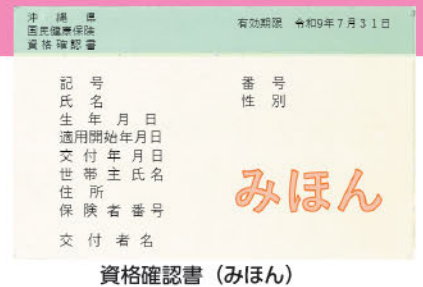 沖縄県
国民健康保険
資格確認書
有効期限 令和9年7月31日
記号 番号
氏名 性別
生年月日
適用開始年月日
交付年月日
世帯主氏名
住所
保険者番号
交付者名
みほん
資格確認書（みほん）